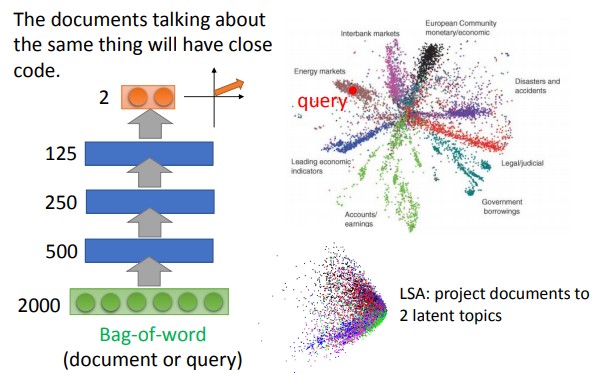 The documents talking about
the same thing will have close
code.
2
125
250
500
2000
Bag-of-word
(document or query)
European Community
monetary/economic
Interbank markets
Energy markets
query
Disasters and
accidents
Leading economic
indicators
Legal/judicial
Government
borrowings
Accounts/
earnings
LSA: project documents to
2 latent topics